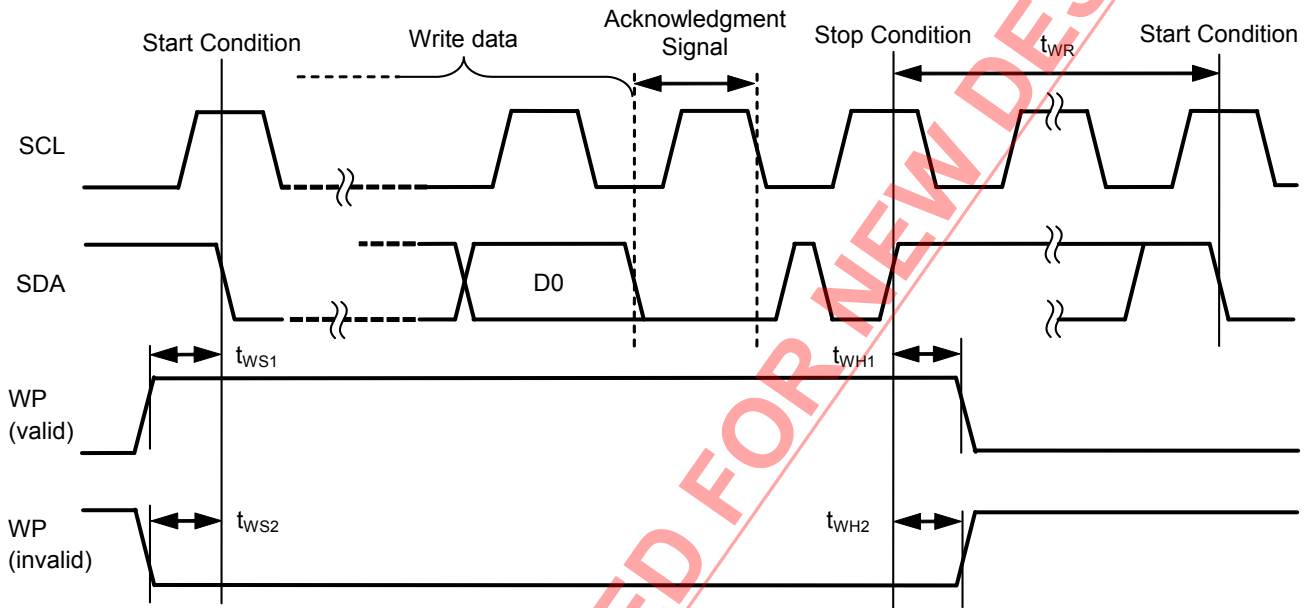 Start Condition
Write data
Acknowledgment
Signal
Stop Condition
tWR
Start Condition
SCL
SDA
D0
tWS1
tWH1
WP
(valid)
tWS2
tWH2
WP
(invalid)
ED FOR NEW DES